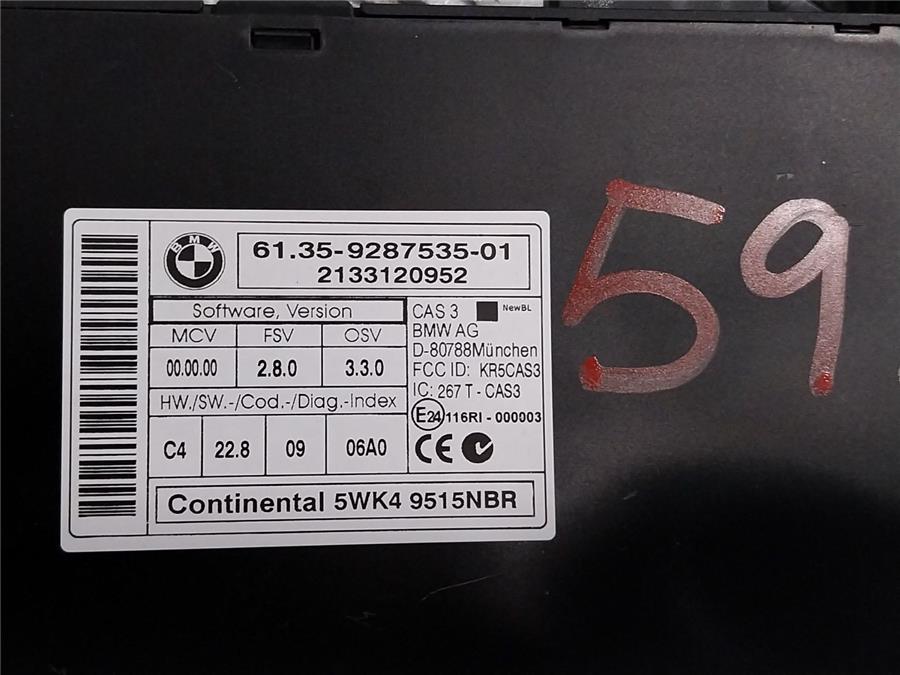 BMW
61.35-9287535-01
2133120952
Software, Version
MCV FSV OSV
00.00.00 2.8.0 3.3.0
HW./SW.-/Cod.-/Diag.-Index
C4 22.8 09 06A0
CAS 3 NewBL
BMW AG
D-80788München
FCC ID: KR5CAS3
IC: 267 T - CAS3
E24 116RI - 000003
CE
Continental 5WK4 9515NBR
59